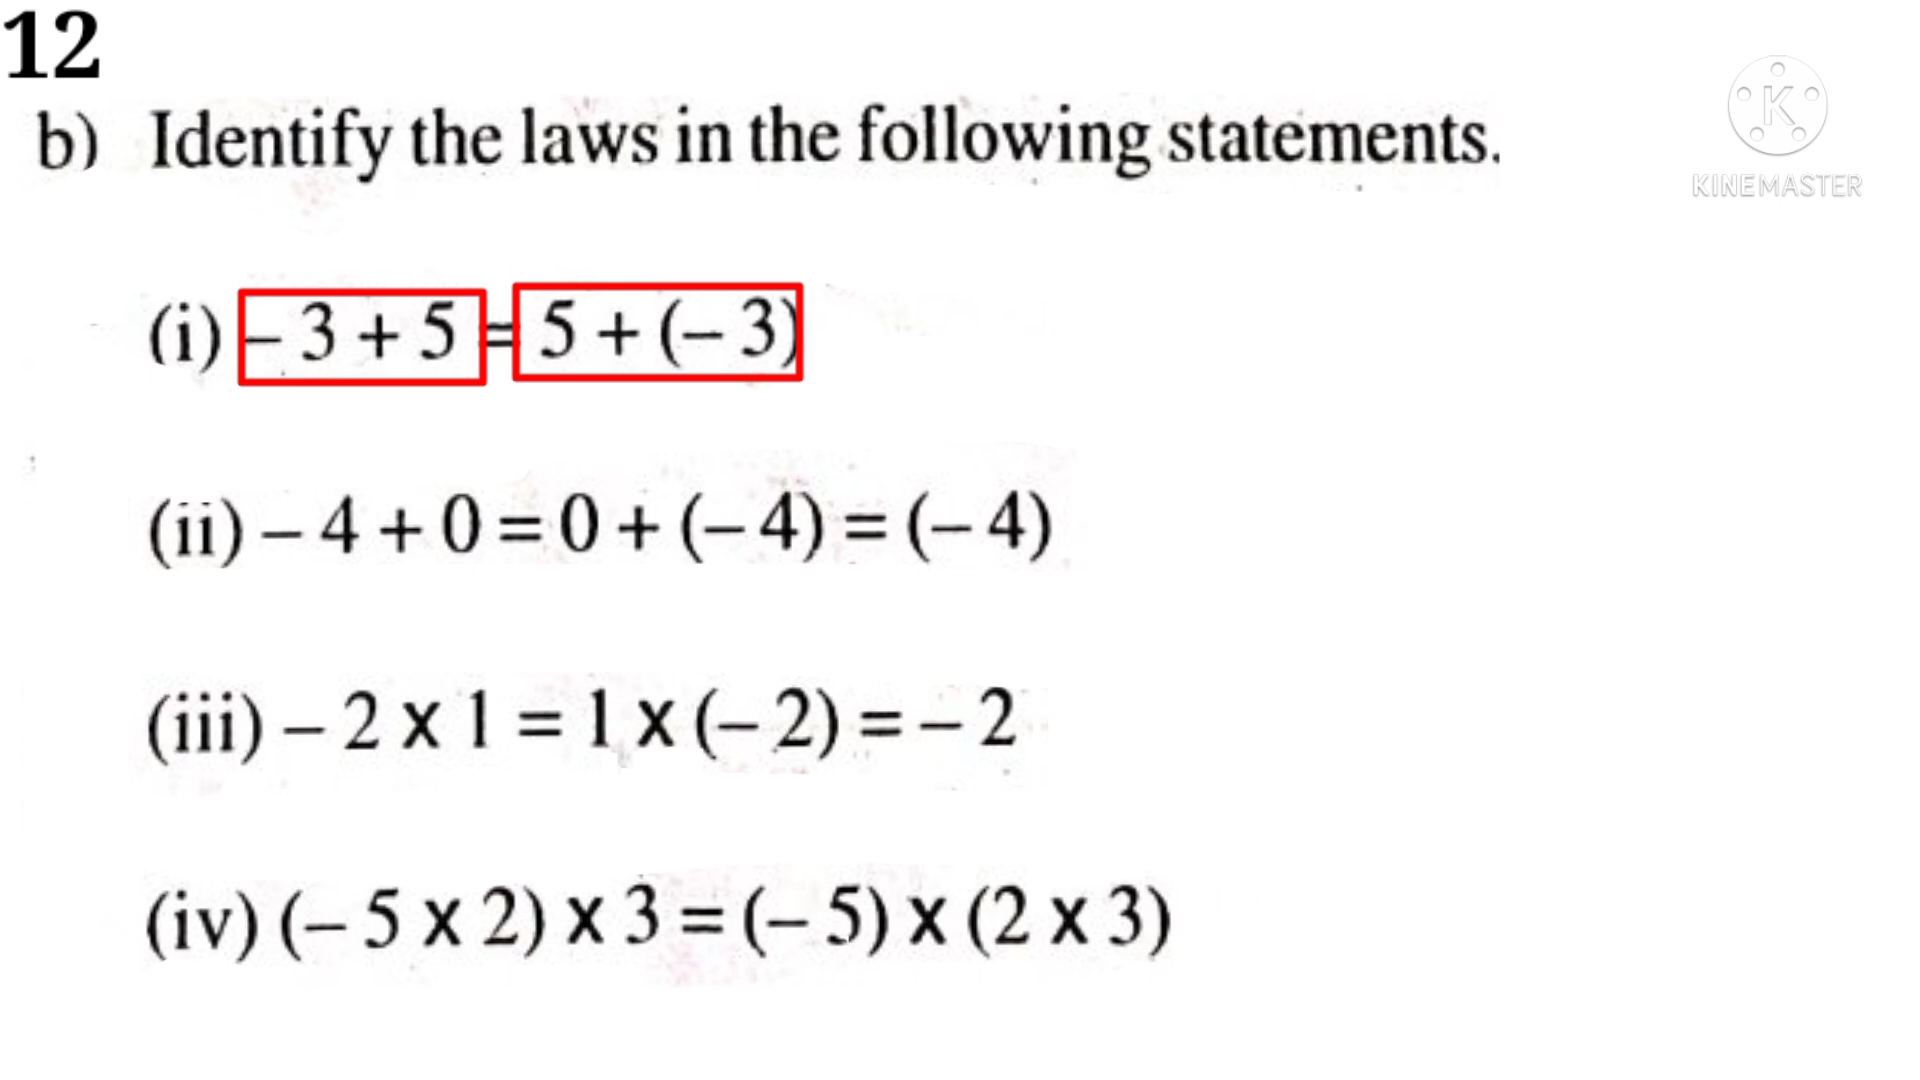 12
b) Identify the laws in the following statements.
KINEMASTER
(i) – 3 + 5 = 5 + (– 3)
(ii) – 4 + 0 = 0 + (– 4) = (– 4)
(iii) – 2 x 1 = 1 x (– 2) = – 2
(iv) (– 5 x 2) x 3 = (– 5) x (2 x 3)